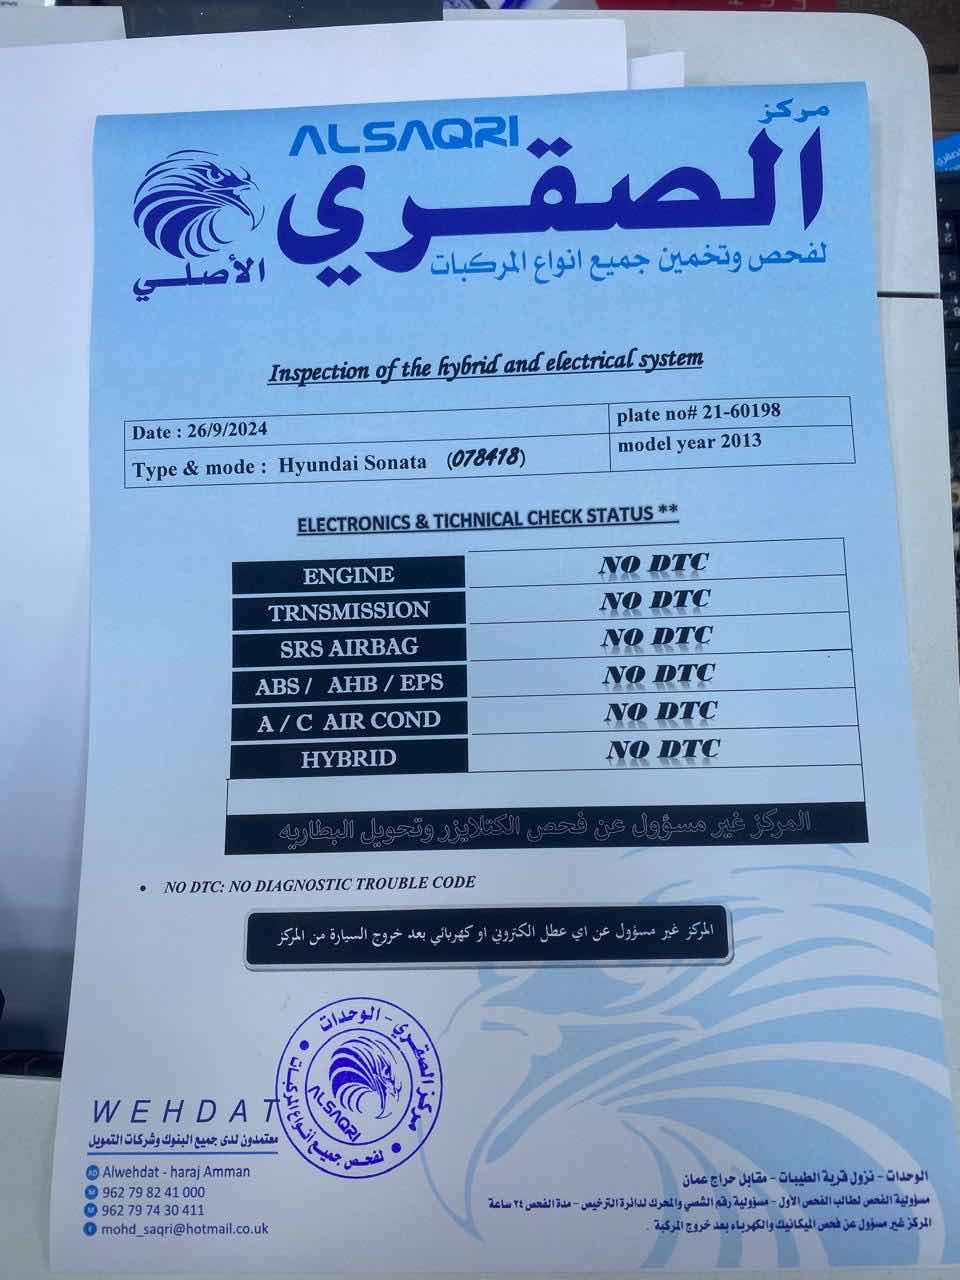 مركز
ALSAQRI
الصقري
الأصلي
لفحص وتخمين جميع انواع المركبات
Inspection of the hybrid and electrical system
Date : 26/9/2024
plate no# 21-60198
Type & mode : Hyundai Sonata (078418)
model year 2013
ELECTRONICS & TICHNICAL CHECK STATUS **
ENGINE NO DTC
TRNSMISSION NO DTC
SRS AIRBAG NO DTC
ABS / AHB / EPS NO DTC
A / C AIR COND NO DTC
HYBRID NO DTC
المركز غير مسؤول عن فحص الكتلايزر وتحويل البطاريه
• NO DTC: NO DIAGNOSTIC TROUBLE CODE
المركز غير مسؤول عن اي عطل الكتروني او كهربائي بعد خروج السيارة من المركز
مركز الصقري - الوحدات
ALSAQRI
لفحص جميع انواع المركبات
WEHDAT
معتمدون لدى جميع البنوك وشركات التمويل
AD Alwehdat - haraj Amman
M 962 79 82 41 000
M 962 79 74 30 411
f mohd_saqri@hotmail.co.uk
الوحدات - نزول قرية الطيبات - مقابل حراج عمان
مسؤولية الفحص لطالب الفحص الأول - مسؤولية رقم الشصي والمحرك لدائرة الترخيص - مدة الفحص ٢٤ ساعة
المركز غير مسؤول عن فحص الميكانيك والكهرباء بعد خروج المركبة .